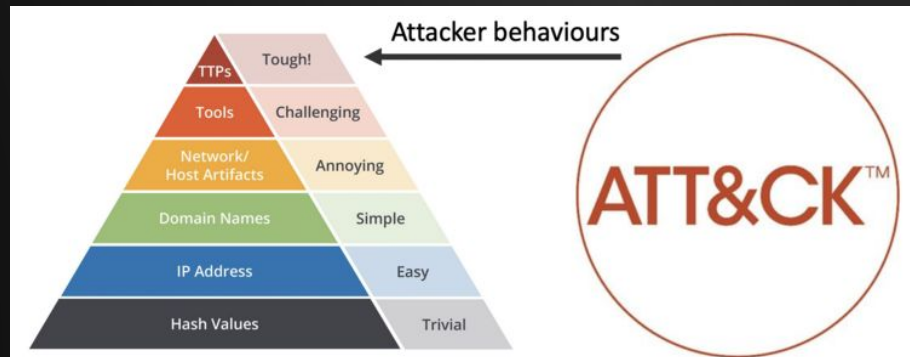 Attacker behaviours
TTPs
Tough!
Tools
Challenging
Network/
Host Artifacts
Annoying
Domain Names
Simple
IP Address
Easy
Hash Values
Trivial
ATT&CK™